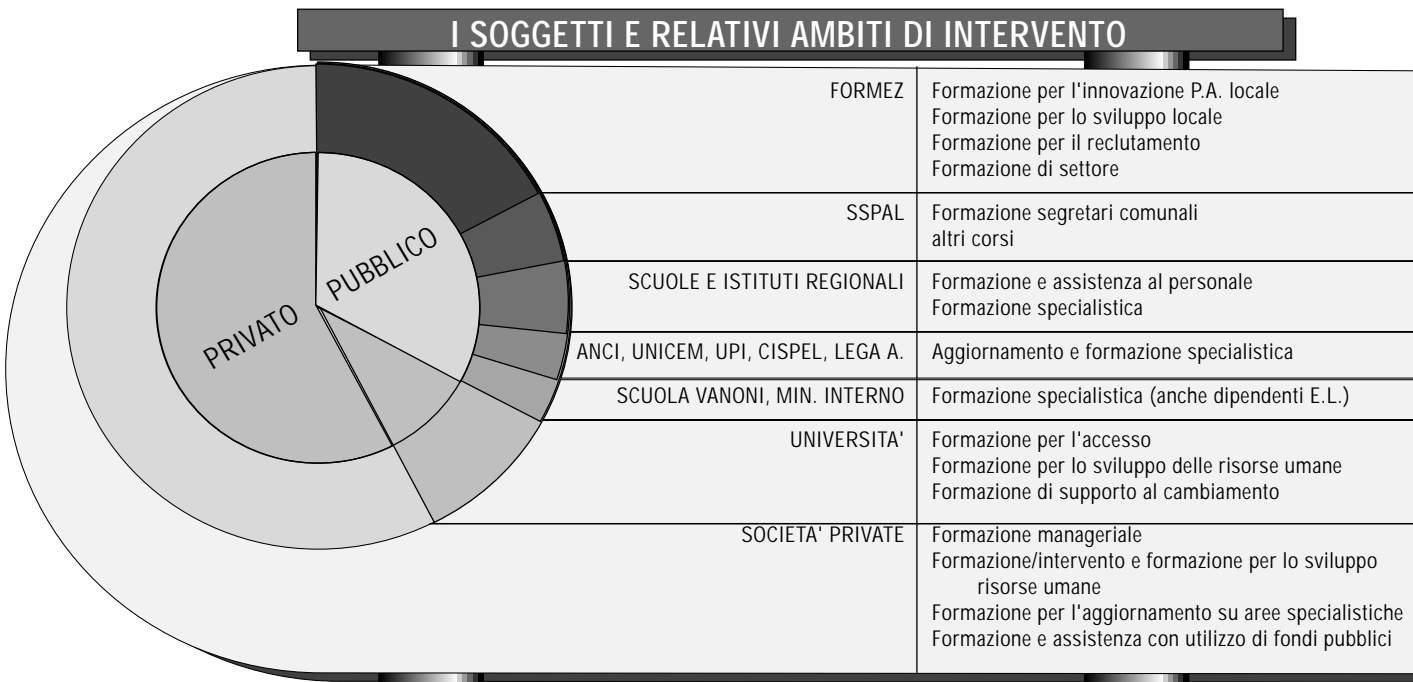 I SOGGETTI E RELATIVI AMBITI DI INTERVENTO
PUBBLICO
PRIVATO
FORMEZ
Formazione per l'innovazione P.A. locale
Formazione per lo sviluppo locale
Formazione per il reclutamento
Formazione di settore
SSPAL
Formazione segretari comunali
altri corsi
SCUOLE E ISTITUTI REGIONALI
Formazione e assistenza al personale
Formazione specialistica
ANCI, UNICEM, UPI, CISPEL, LEGA A.
Aggiornamento e formazione specialistica
SCUOLA VANONI, MIN. INTERNO
Formazione specialistica (anche dipendenti E.L.)
UNIVERSITA'
Formazione per l'accesso
Formazione per lo sviluppo delle risorse umane
Formazione di supporto al cambiamento
SOCIETA' PRIVATE
Formazione manageriale
Formazione/intervento e formazione per lo sviluppo
risorse umane
Formazione per l'aggiornamento su aree specialistiche
Formazione e assistenza con utilizzo di fondi pubblici